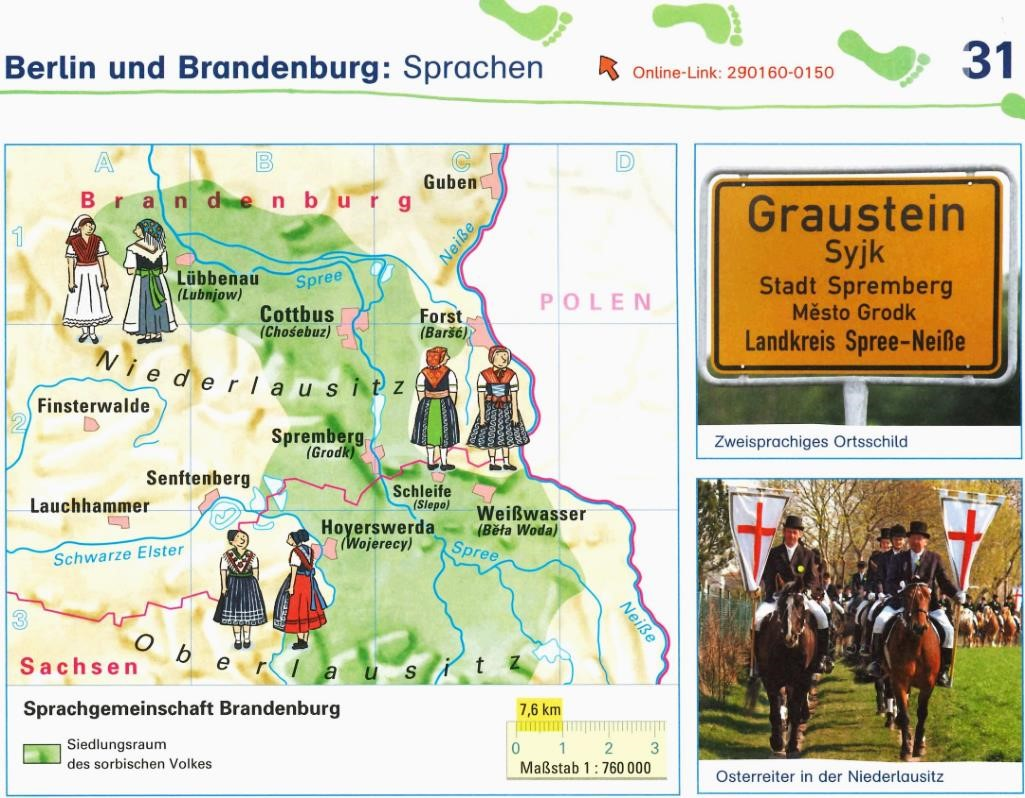 Berlin und Brandenburg: Sprachen
Online-Link: 290160-0150
31
A
B
C
D
1
2
3
Brandenburg
Guben
Neiße
Lübbenau
(Lubnjow)
Spree
POLEN
Cottbus
(Chośebuz)
Forst
(Baršć)
Niederlausitz
Finsterwalde
Spremberg
(Grodk)
Senftenberg
Lauchhammer
Schleife
(Slepo)
Weißwasser
(Běła Woda)
Hoyerswerda
(Wojerecy)
Schwarze Elster
Spree
Neiße
Oberlausitz
Sachsen
Sprachgemeinschaft Brandenburg
Siedlungsraum
des sorbischen Volkes
7,6 km
0 1 2 3
Maßstab 1 : 760 000
Graustein
Syjk
Stadt Spremberg
Město Grodk
Landkreis Spree-Neiße
Zweisprachiges Ortsschild
Osterreiter in der Niederlausitz